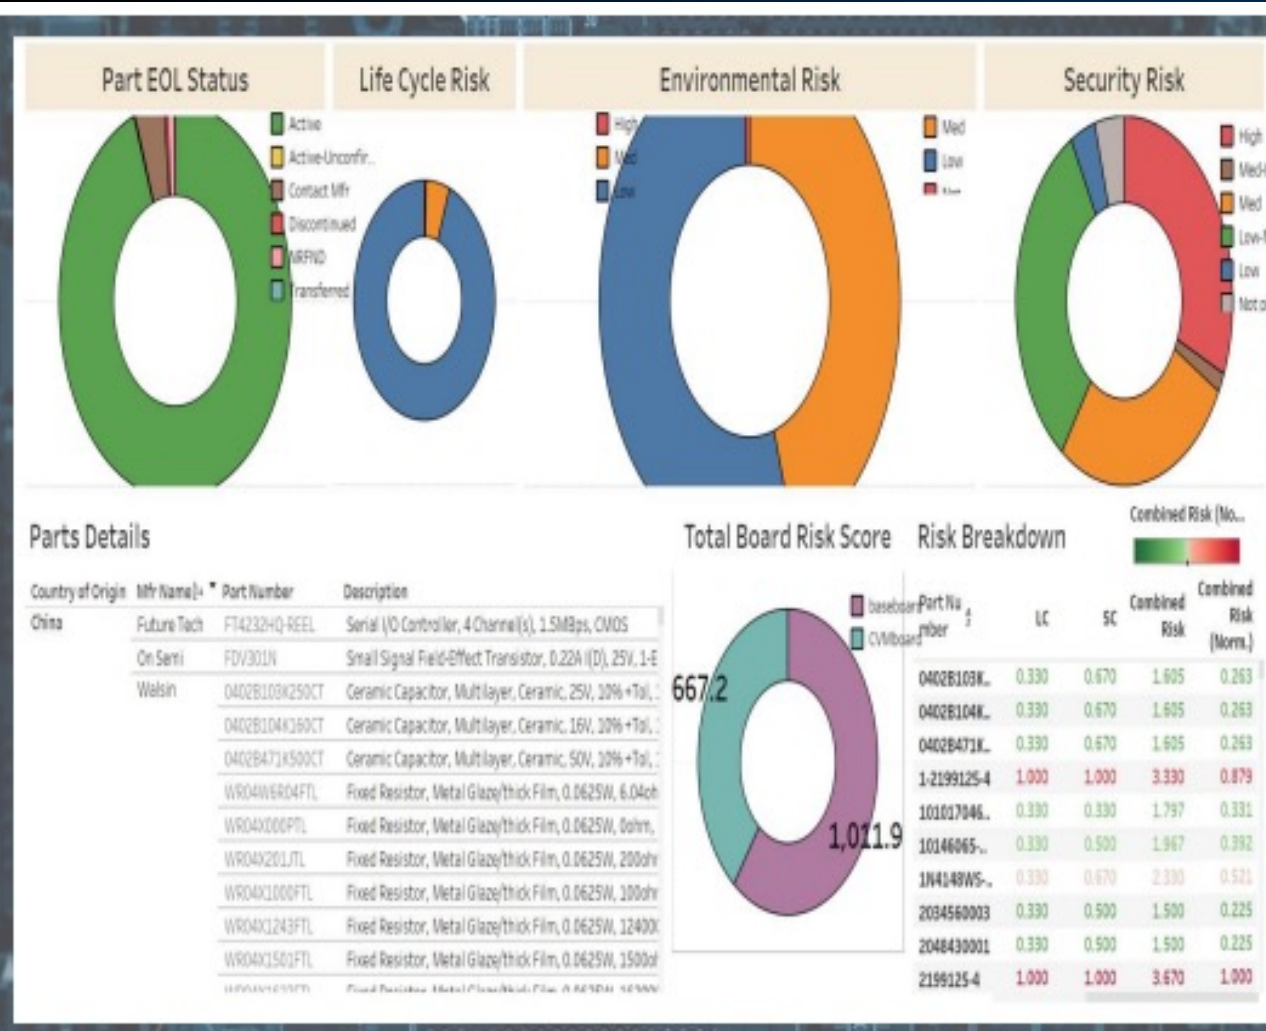 Part EOL Status
Life Cycle Risk
Environmental Risk
Security Risk
Active
Active-Unconfir..
Contact Mfr
Discontinued
NRFND
Transferred
High
Med
Low
Med
Low
High
Med
Low
Parts Details
Total Board Risk Score
Risk Breakdown
Combined Risk (No...
Country of Origin Mfr Name Part Number Description
China Future Tech FT4232HQ-REEL Serial I/O Controller, 4 Channel(s), 1.5MBps, CMOS
On Semi FDV301N Small Signal Field-Effect Transistor, 0.22A I(D), 25V, 1-E
Walsin 0402B103K250CT Ceramic Capacitor, Multilayer, Ceramic, 25V, 10% +Tol,
0402B104K160CT Ceramic Capacitor, Multilayer, Ceramic, 16V, 10% +Tol,
0402B471K500CT Ceramic Capacitor, Multilayer, Ceramic, 50V, 10% +Tol,
WR04W6R04FTL Fixed Resistor, Metal Glaze/thick Film, 0.0625W, 6.04oh
WR04X000PTL Fixed Resistor, Metal Glaze/thick Film, 0.0625W, 0ohm,
WR04X201JTL Fixed Resistor, Metal Glaze/thick Film, 0.0625W, 200ohm
WR04X1000FTL Fixed Resistor, Metal Glaze/thick Film, 0.0625W, 100ohm
WR04X1243FTL Fixed Resistor, Metal Glaze/thick Film, 0.0625W, 12400
WR04X1501FTL Fixed Resistor, Metal Glaze/thick Film, 0.0625W, 1500oh
baseboard
CVMboard
667.2
1,011.9
Part Nu
mber
LC SC Combined
Risk Combined
Risk
(Norm.)
0402B103K.. 0.330 0.670 1.605 0.263
0402B104K.. 0.330 0.670 1.605 0.263
0402B471K.. 0.330 0.670 1.605 0.263
1-2199125-4 1.000 1.000 3.330 0.879
101017046.. 0.330 0.330 1.797 0.331
10146065-.. 0.330 0.500 1.967 0.392
1N4148WS-.. 0.330 0.670 2.330 0.521
2034560003 0.330 0.500 1.500 0.225
2048430001 0.330 0.500 1.500 0.225
2199125-4 1.000 1.000 3.670 1.000